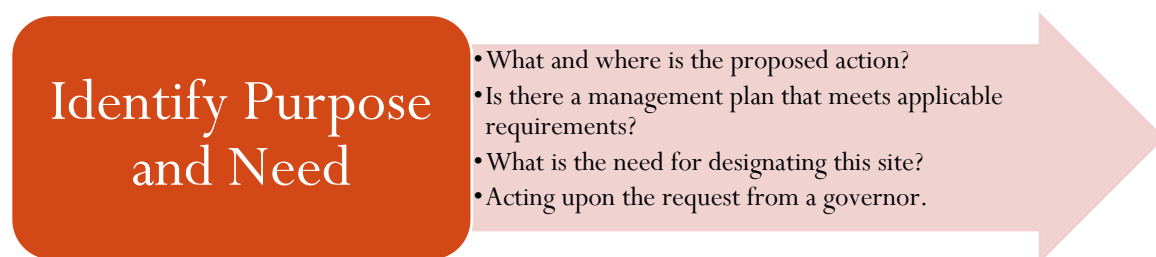 Identify Purpose
and Need
•What and where is the proposed action?
•Is there a management plan that meets applicable
requirements?
•What is the need for designating this site?
•Acting upon the request from a governor.